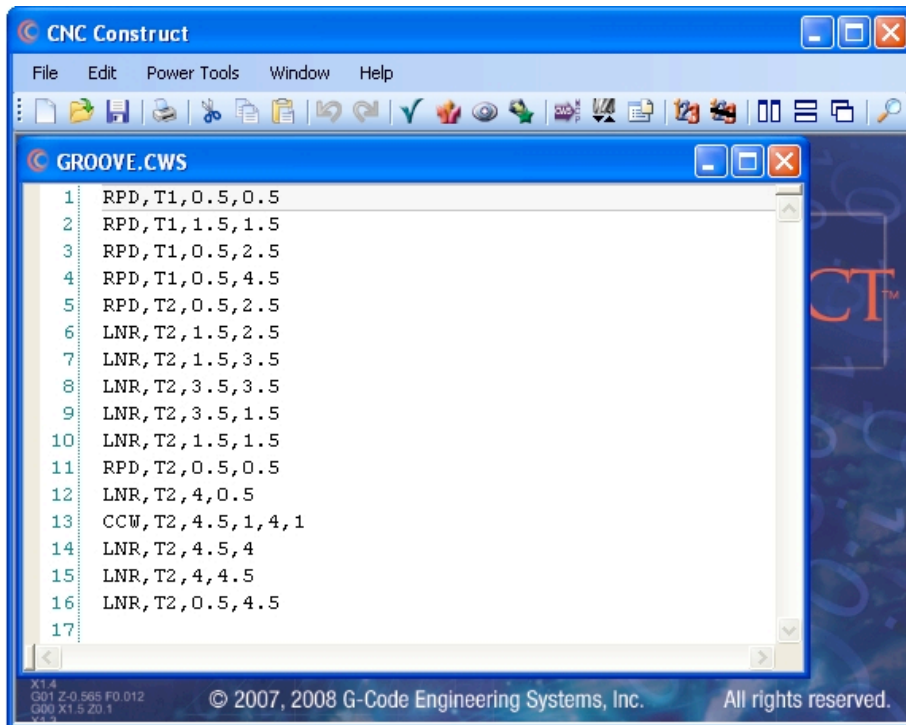 CNC Construct
File Edit Power Tools Window Help
GROOVE.CWS
1 RPD,T1,0.5,0.5
2 RPD,T1,1.5,1.5
3 RPD,T1,0.5,2.5
4 RPD,T1,0.5,4.5
5 RPD,T2,0.5,2.5
6 LNR,T2,1.5,2.5
7 LNR,T2,1.5,3.5
8 LNR,T2,3.5,3.5
9 LNR,T2,3.5,1.5
10 LNR,T2,1.5,1.5
11 RPD,T2,0.5,0.5
12 LNR,T2,4,0.5
13 CCW,T2,4.5,1,4,1
14 LNR,T2,4.5,4
15 LNR,T2,4,4.5
16 LNR,T2,0.5,4.5
17
CT™
X1.4
G01 Z-0.565 F0.012
G00 X1.5 Z0.1
X1.3
© 2007, 2008 G-Code Engineering Systems, Inc. All rights reserved.